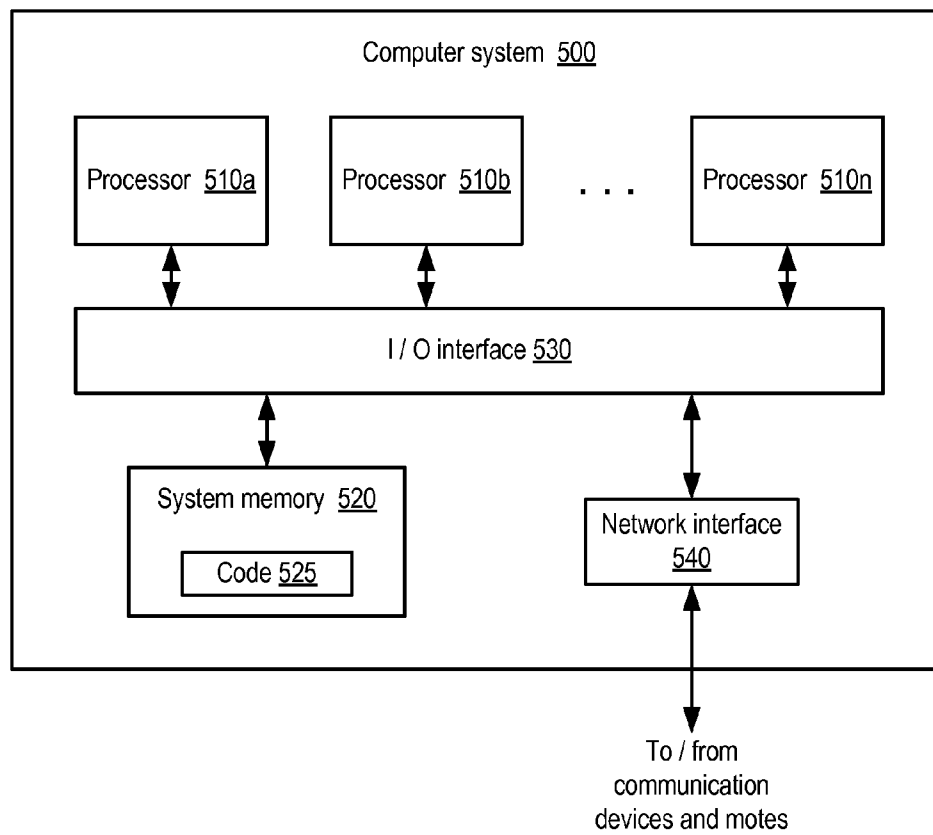 Computer system 500
Processor 510a
Processor 510b
. . .
Processor 510n
I / O interface 530
System memory 520
Code 525
Network interface
540
To / from
communication
devices and motes